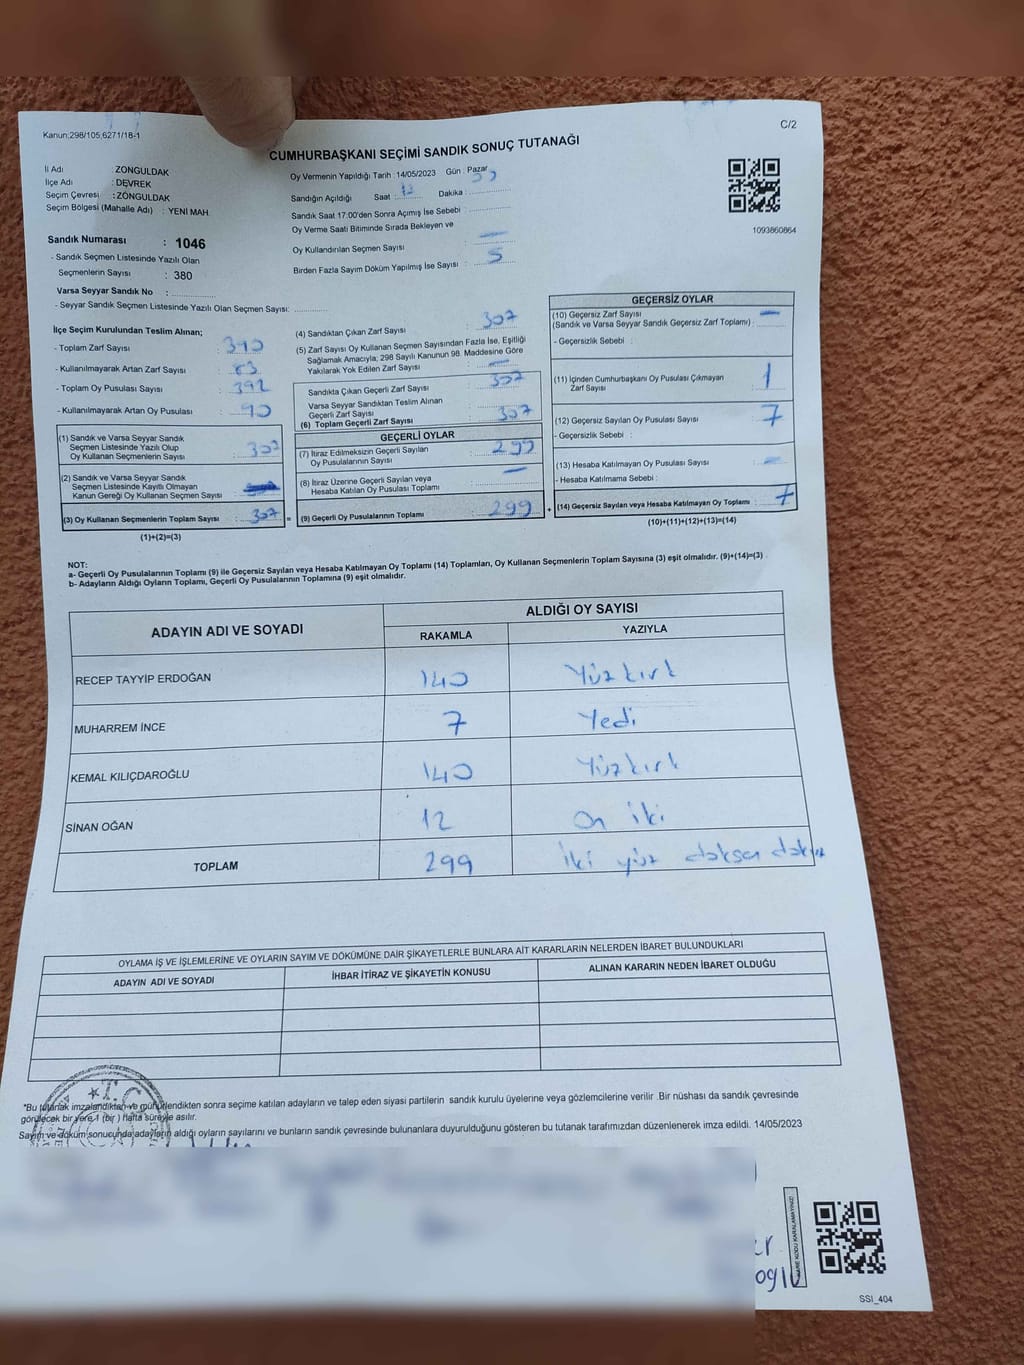 Kanun;298/105,6271/18-1
C/2
CUMHURBAŞKANI SEÇİMİ SANDIK SONUÇ TUTANAĞI
İl Adı : ZONGULDAK
İlçe Adı : DEVREK
Seçim Çevresi : ZONGULDAK
Seçim Bölgesi (Mahalle Adı) : YENİ MAH.
Sandık Numarası : 1046
- Sandık Seçmen Listesinde Yazılı Olan
Seçmenlerin Sayısı : 380
Varsa Seyyar Sandık No :
- Seyyar Sandık Seçmen Listesinde Yazılı Olan Seçmen Sayısı:
Oy Vermenin Yapıldığı Tarih : 14/05/2023 Gün : Pazar
Sandığın Açıldığı Saat : Dakika :
Sandık Saat 17:00'den Sonra Açımış İse Sebebi :
Oy Verme Saati Bitiminde Sırada Bekleyen ve
Oy Kullandırılan Seçmen Sayısı : —
Birden Fazla Sayım Döküm Yapılmış İse Sayısı : 5
1093860864
İlçe Seçim Kurulundan Teslim Alınan;
- Toplam Zarf Sayısı : 390
- Kullanılmayarak Artan Zarf Sayısı : 83
- Toplam Oy Pusulası Sayısı : 392
- Kullanılmayarak Artan Oy Pusulası : 90
(1) Sandık ve Varsa Seyyar Sandık
Seçmen Listesinde Yazılı Olup
Oy Kullanan Seçmenlerin Sayısı : 307
(2) Sandık ve Varsa Seyyar Sandık
Seçmen Listesinde Kayıtlı Olmayan
Kanun Gereği Oy Kullanan Seçmen Sayısı :
(3) Oy Kullanan Seçmenlerin Toplam Sayısı : 307 =
(1)+(2)=(3)
(4) Sandıktan Çıkan Zarf Sayısı : 307
(5) Zarf Sayısı Oy Kullanan Seçmen Sayısından Fazla İse, Eşitliği
Sağlamak Amacıyla; 298 Sayılı Kanunun 98. Maddesine Göre
Yakılarak Yok Edilen Zarf Sayısı : —
Sandıkta Çıkan Geçerli Zarf Sayısı : 307
Varsa Seyyar Sandıktan Teslim Alınan
Geçerli Zarf Sayısı :
(6) Toplam Geçerli Zarf Sayısı : 307
GEÇERLİ OYLAR
(7) İtiraz Edilmeksizin Geçerli Sayılan
Oy Pusulalarının Sayısı : 299
(8) İtiraz Üzerine Geçerli Sayılan veya
Hesaba Katılan Oy Pusulası Toplamı : —
(9) Geçerli Oy Pusulalarının Toplamı : 299 +
GEÇERSİZ OYLAR
(10) Geçersiz Zarf Sayısı : —
(Sandık ve Varsa Seyyar Sandık Geçersiz Zarf Toplamı)
- Geçersizlik Sebebi :
(11) İçinden Cumhurbaşkanı Oy Pusulası Çıkmayan
Zarf Sayısı : 1
(12) Geçersiz Sayılan Oy Pusulası Sayısı : 7
- Geçersizlik Sebebi :
(13) Hesaba Katılmayan Oy Pusulası Sayısı : —
- Hesaba Katılmama Sebebi :
(14) Geçersiz Sayılan veya Hesaba Katılmayan Oy Toplamı : 7
(10)+(11)+(12)+(13)=(14)
NOT:
a- Geçerli Oy Pusulalarının Toplamı (9) ile Geçersiz Sayılan veya Hesaba Katılmayan Oy Toplamı (14) Toplamları, Oy Kullanan Seçmenlerin Toplam Sayısına (3) eşit olmalıdır. (9)+(14)=(3) .
b- Adayların Aldığı Oyların Toplamı, Geçerli Oy Pusulalarının Toplamına (9) eşit olmalıdır.
ADAYIN ADI VE SOYADI ALDIĞI OY SAYISI
RAKAMLA YAZIYLA
RECEP TAYYİP ERDOĞAN 140 Yüzkırk
MUHARREM İNCE 7 Yedi
KEMAL KILIÇDAROĞLU 140 Yüzkırk
SİNAN OĞAN 12 On iki
TOPLAM 299 İki yüz doksan dokuz
OYLAMA İŞ VE İŞLEMLERİNE VE OYLARIN SAYIM VE DÖKÜMÜNE DAİR ŞİKAYETLERLE BUNLARA AİT KARARLARIN NELERDEN İBARET BULUNDUKLARI
ADAYIN ADI VE SOYADI İHBAR İTİRAZ VE ŞİKAYETİN KONUSU ALINAN KARARIN NEDEN İBARET OLDUĞU
T.C.
*Bu tutanak imzalandıktan ve mühürlendikten sonra seçime katılan adayların ve talep eden siyasi partilerin sandık kurulu üyelerine veya gözlemcilerine verilir. Bir nüshası da sandık çevresinde
görülecek bir yere 1 (bir) hafta süreyle asılır.
Sayım ve döküm sonucunda adayların aldığı oyların sayılarını ve bunların sandık çevresinde bulunanlara duyurulduğunu gösteren bu tutanak tarafımızdan düzenlenerek imza edildi. 14/05/2023
KARE KODU KARALAMAYINIZ!
SSİ_404